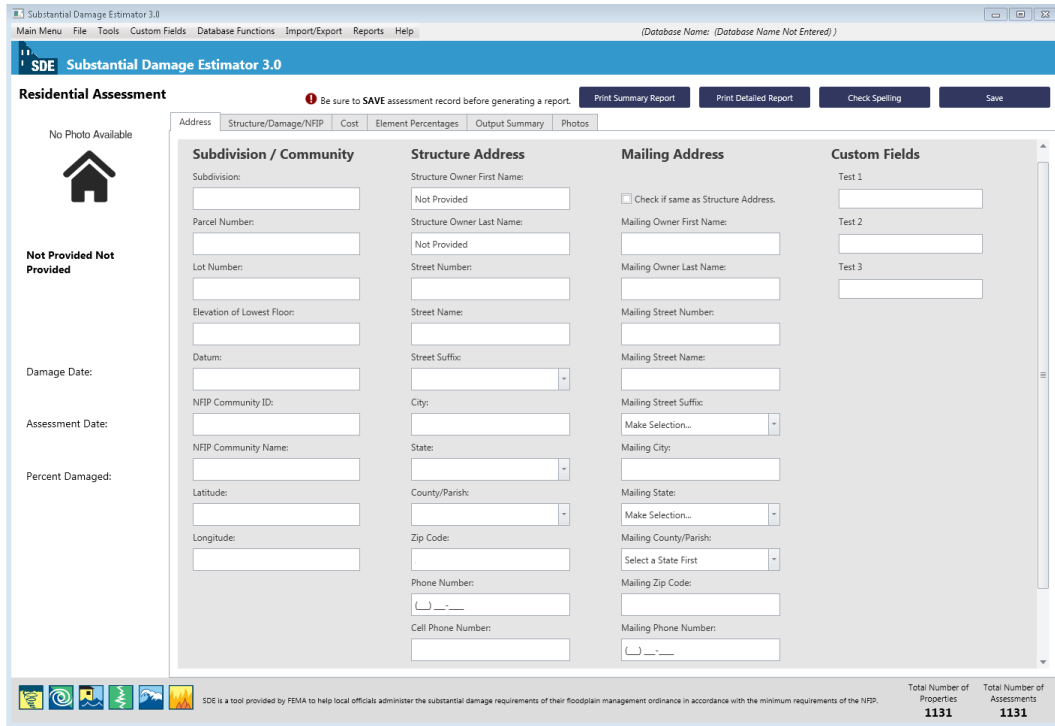 Substantial Damage Estimator 3.0
Main Menu File Tools Custom Fields Database Functions Import/Export Reports Help (Database Name: (Database Name Not Entered) )
SDE Substantial Damage Estimator 3.0
Residential Assessment
Be sure to SAVE assessment record before generating a report.
Print Summary Report Print Detailed Report Check Spelling Save
Address Structure/Damage/NFIP Cost Element Percentages Output Summary Photos
No Photo Available
Not Provided Not
Provided
Damage Date:
Assessment Date:
Percent Damaged:
Subdivision / Community
Subdivision:
Parcel Number:
Lot Number:
Elevation of Lowest Floor:
Datum:
NFIP Community ID:
NFIP Community Name:
Latitude:
Longitude:
Structure Address
Structure Owner First Name:
Not Provided
Structure Owner Last Name:
Not Provided
Street Number:
Street Name:
Street Suffix:
City:
State:
County/Parish:
Zip Code:
Phone Number:
(__) __-___
Cell Phone Number:
Mailing Address
Check if same as Structure Address.
Mailing Owner First Name:
Mailing Owner Last Name:
Mailing Street Number:
Mailing Street Name:
Mailing Street Suffix:
Make Selection...
Mailing City:
Mailing State:
Make Selection...
Mailing County/Parish:
Select a State First
Mailing Zip Code:
Mailing Phone Number:
(__) __-___
Custom Fields
Test 1
Test 2
Test 3
SDE is a tool provided by FEMA to help local officials administer the substantial damage requirements of their floodplain management ordinance in accordance with the minimum requirements of the NFIP.
Total Number of
Properties
1131
Total Number of
Assessments
1131